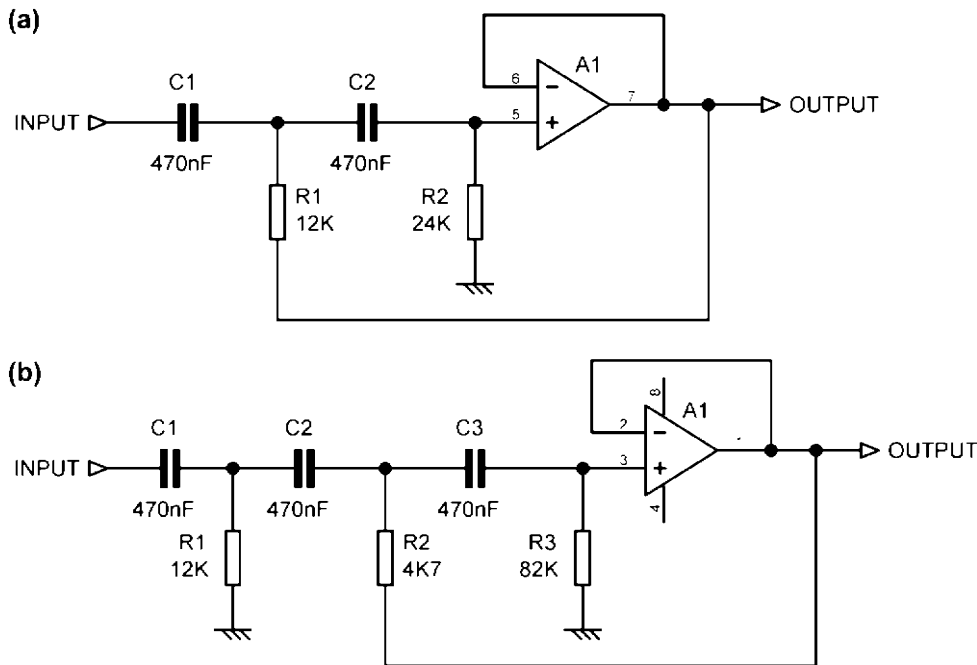 (a)
A1
C1
C2
6
7
5
INPUT
OUTPUT
470nF
470nF
R1
12K
R2
24K
(b)
8
A1
C1
C2
C3
2
3
4
INPUT
OUTPUT
470nF
470nF
470nF
R1
12K
R2
4K7
R3
82K